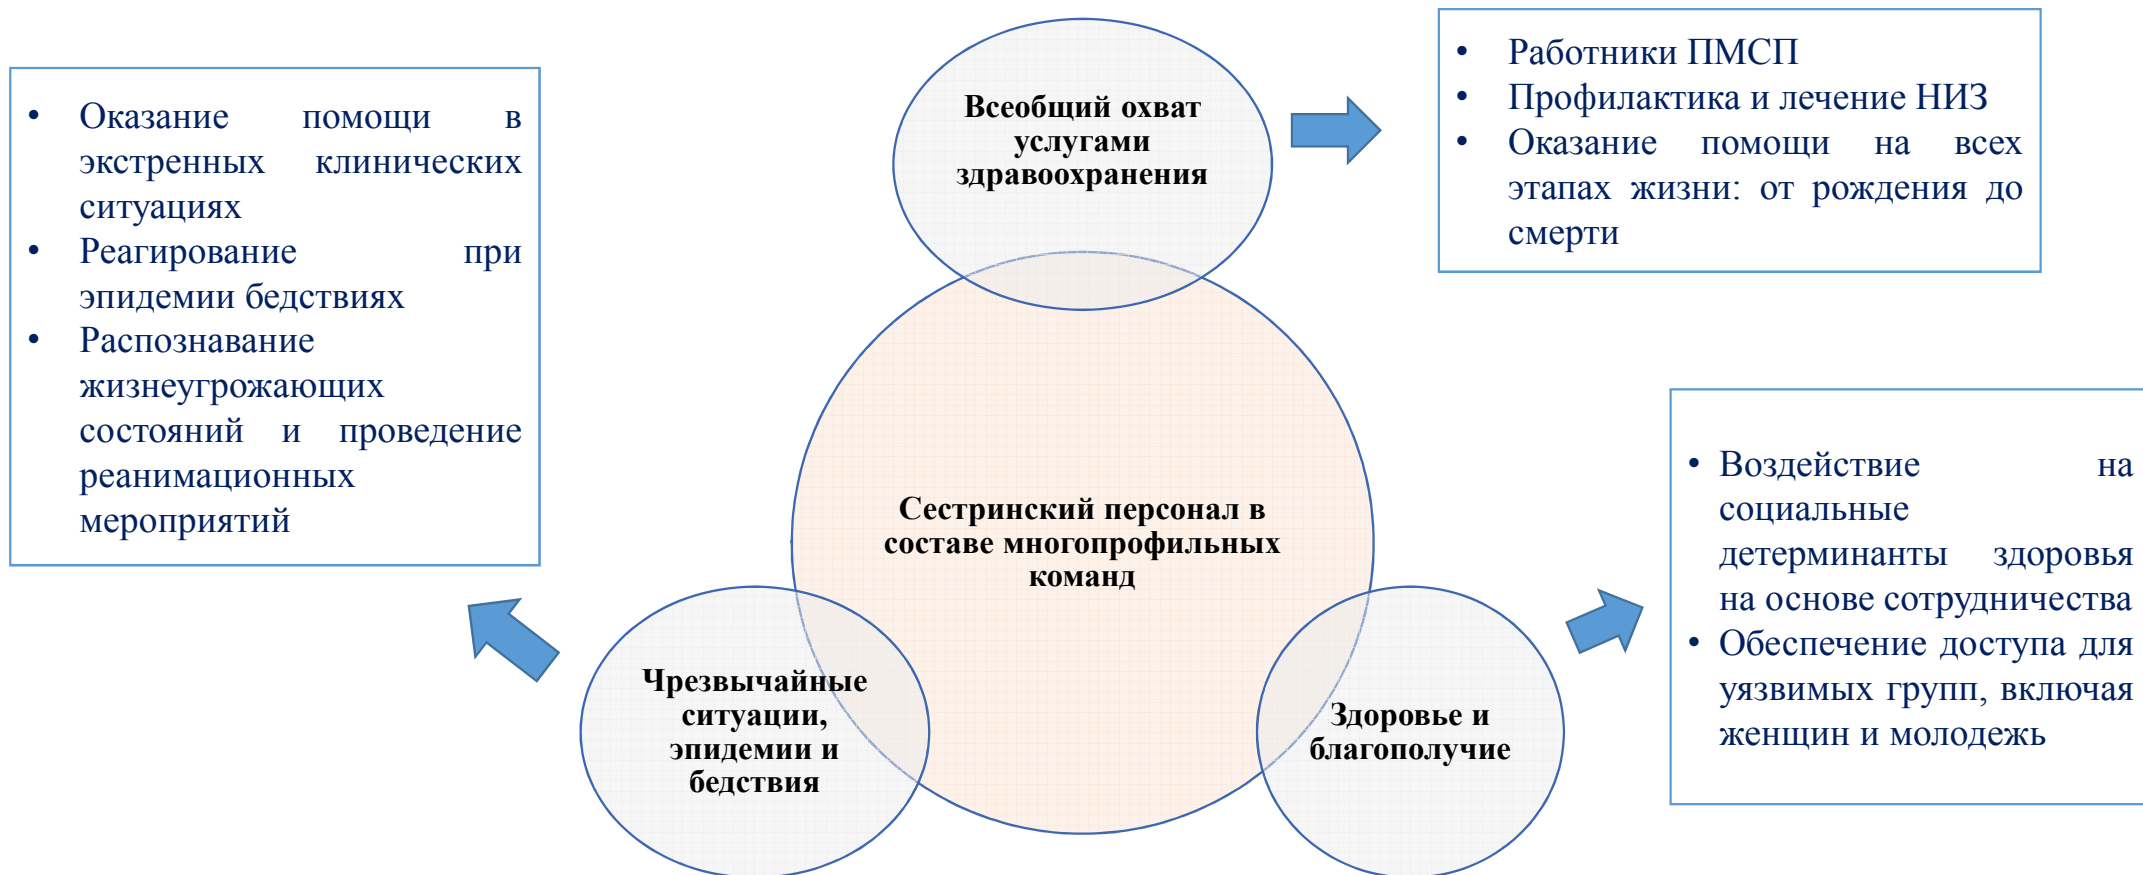 • Оказание помощи в
экстренных клинических
ситуациях
• Реагирование при
эпидемии бедствиях
• Распознавание
жизнеугрожающих
состояний и проведение
реанимационных
мероприятий
Всеобщий охват
услугами
здравоохранения
• Работники ПМСП
• Профилактика и лечение НИЗ
• Оказание помощи на всех
этапах жизни: от рождения до
смерти
Сестринский персонал в
составе многопрофильных
команд
Чрезвычайные
ситуации,
эпидемии и
бедствия
Здоровье и
благополучие
• Воздействие на
социальные
детерминанты здоровья
на основе сотрудничества
• Обеспечение доступа для
уязвимых групп, включая
женщин и молодежь